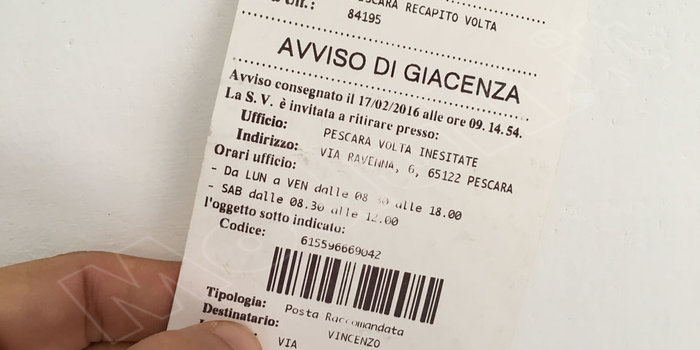 Uff.:
RECAPITO VOLTA
84195
AVVISO DI GIACENZA
Avviso consegnato il 17/02/2016 alle ore 09.14.54.
La S. V. è invitata a ritirare presso:
Ufficio: PESCARA VOLTA INESITATE
Indirizzo: VIA RAVENNA, 6, 65122 PESCARA
Orari ufficio:
- Da LUN a VEN dalle 08 30 alle 18.00
- SAB dalle 08.30 alle 12.00
l'oggetto sotto indicato:
Codice: 615596669042
Tipologia: Posta Raccomandata
Destinatario: VINCENZO
VIA